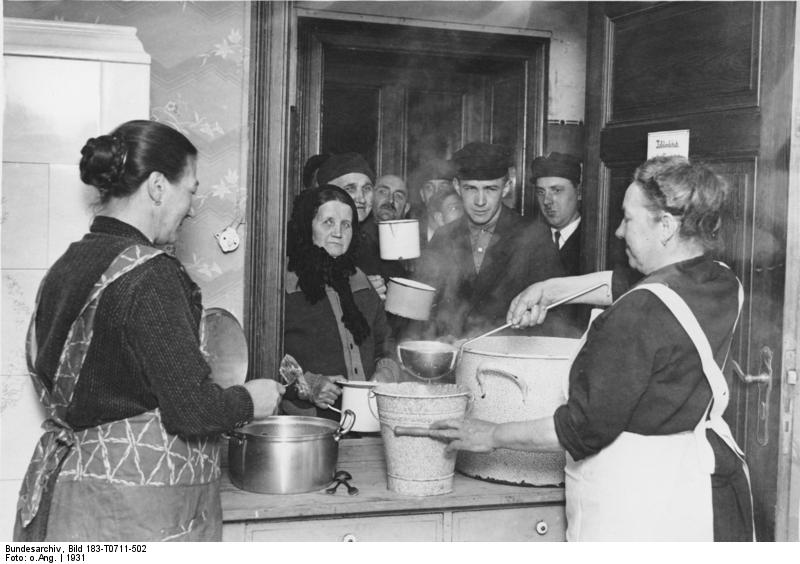 Bundesarchiv, Bild 183-T0711-502
Foto: o.Ang. | 1931